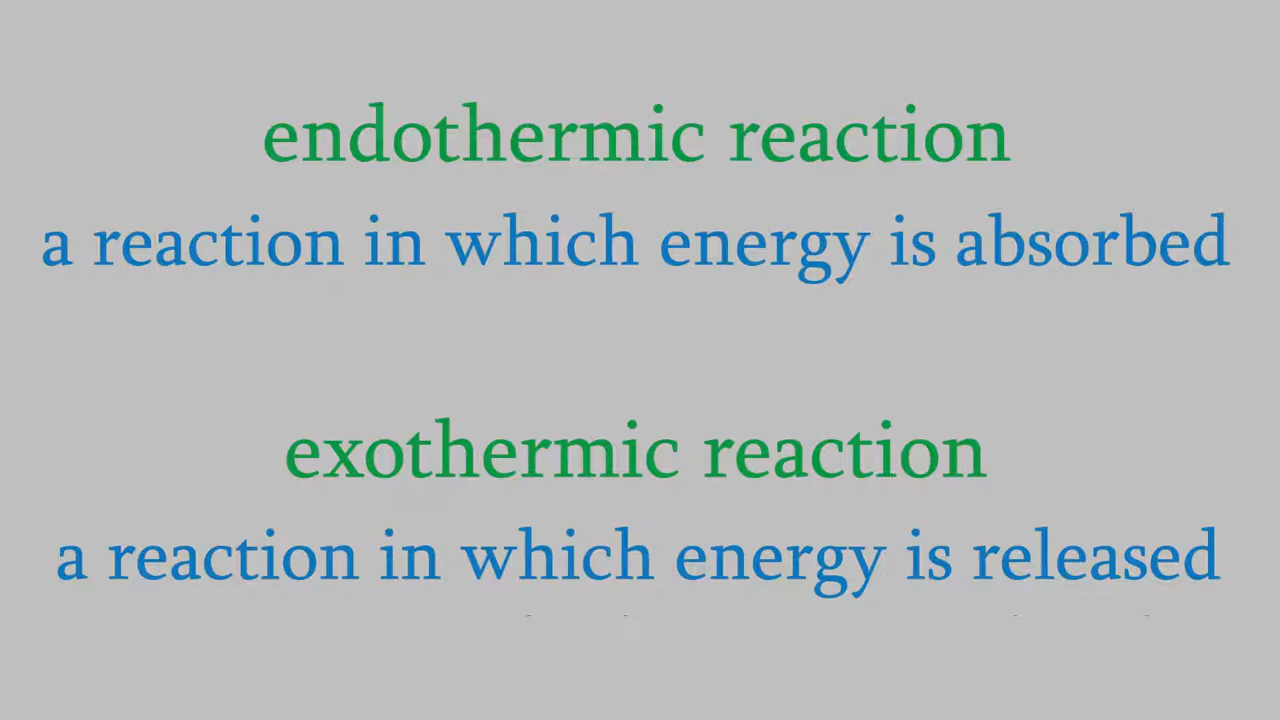 endothermic reaction
a reaction in which energy is absorbed
exothermic reaction
a reaction in which energy is released